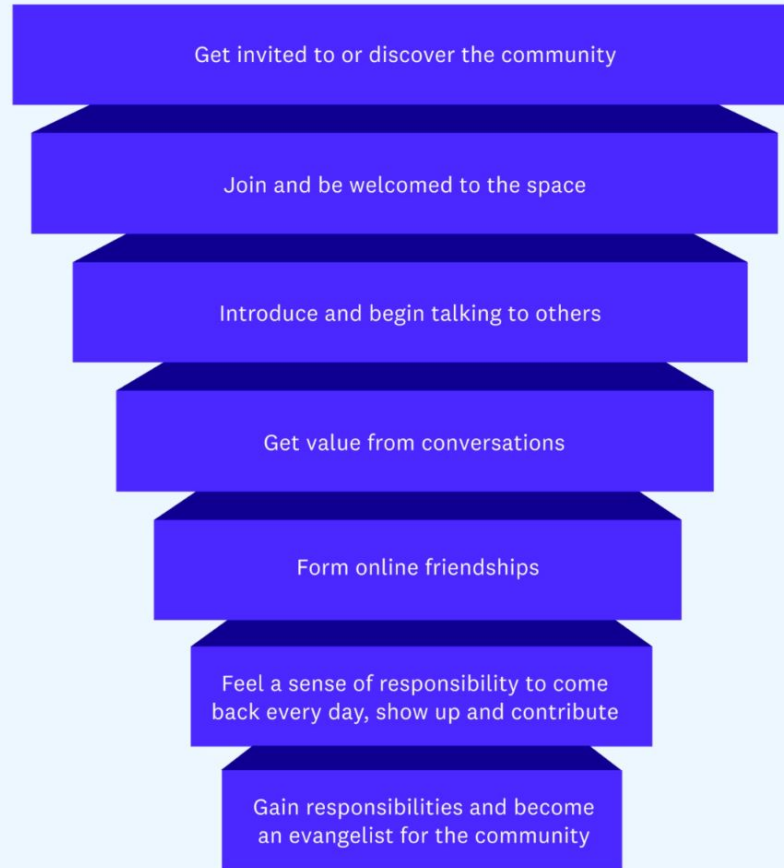 Get invited to or discover the community
Join and be welcomed to the space
Introduce and begin talking to others
Get value from conversations
Form online friendships
Feel a sense of responsibility to come
back every day, show up and contribute
Gain responsibilities and become
an evangelist for the community